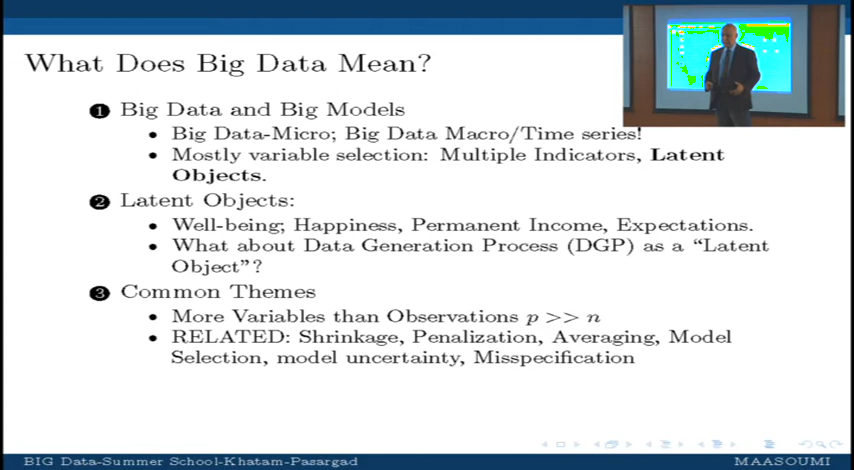 What Does Big Data Mean?
1 Big Data and Big Models
• Big Data-Micro; Big Data Macro/Time series!
• Mostly variable selection: Multiple Indicators, Latent
Objects.
2 Latent Objects:
• Well-being; Happiness, Permanent Income, Expectations.
• What about Data Generation Process (DGP) as a “Latent
Object”?
3 Common Themes
• More Variables than Observations p >> n
• RELATED: Shrinkage, Penalization, Averaging, Model
Selection, model uncertainty, Misspecification
BIG Data-Summer School-Khatam-Pasargad
MAASOUMI